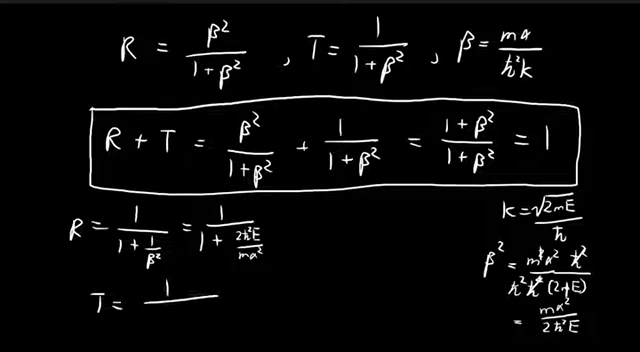 R = β²/(1 + β²) , T = 1/(1 + β²) , β = mα/(ħ²k)
R + T = β²/(1 + β²) + 1/(1 + β²) = (1 + β²)/(1 + β²) = 1
k = √(2mE)/ħ
R = 1/(1 + 1/β²) = 1/(1 + 2ħ²E/(mα²))
β² = m²α² ħ²/(ħ²ħ²(2mE))
= mα²/(2ħ²E)
T = 1/